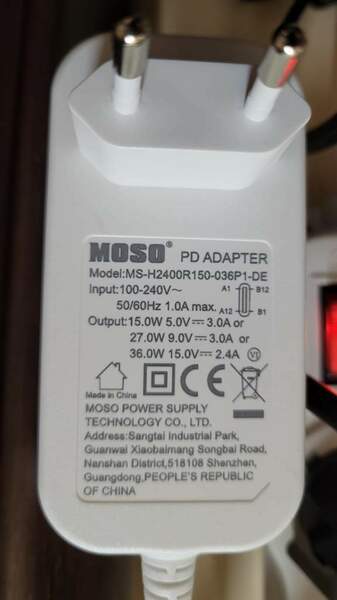 MOSO® PD ADAPTER
Model:MS-H2400R150-036P1-DE
Input:100-240V~ A1 B12
50/60Hz 1.0A max. A12 B1
Output:15.0W 5.0V⎓3.0A or
27.0W 9.0V⎓3.0A or
36.0W 15.0V⎓2.4A VI
Made in China CE
MOSO POWER SUPPLY
TECHNOLOGY CO., LTD.
Address:Sangtai Industrial Park,
Guanwai Xiaobaimang Songbai Road,
Nanshan District,518108 Shenzhen,
Guangdong,PEOPLE'S REPUBLIC
OF CHINA